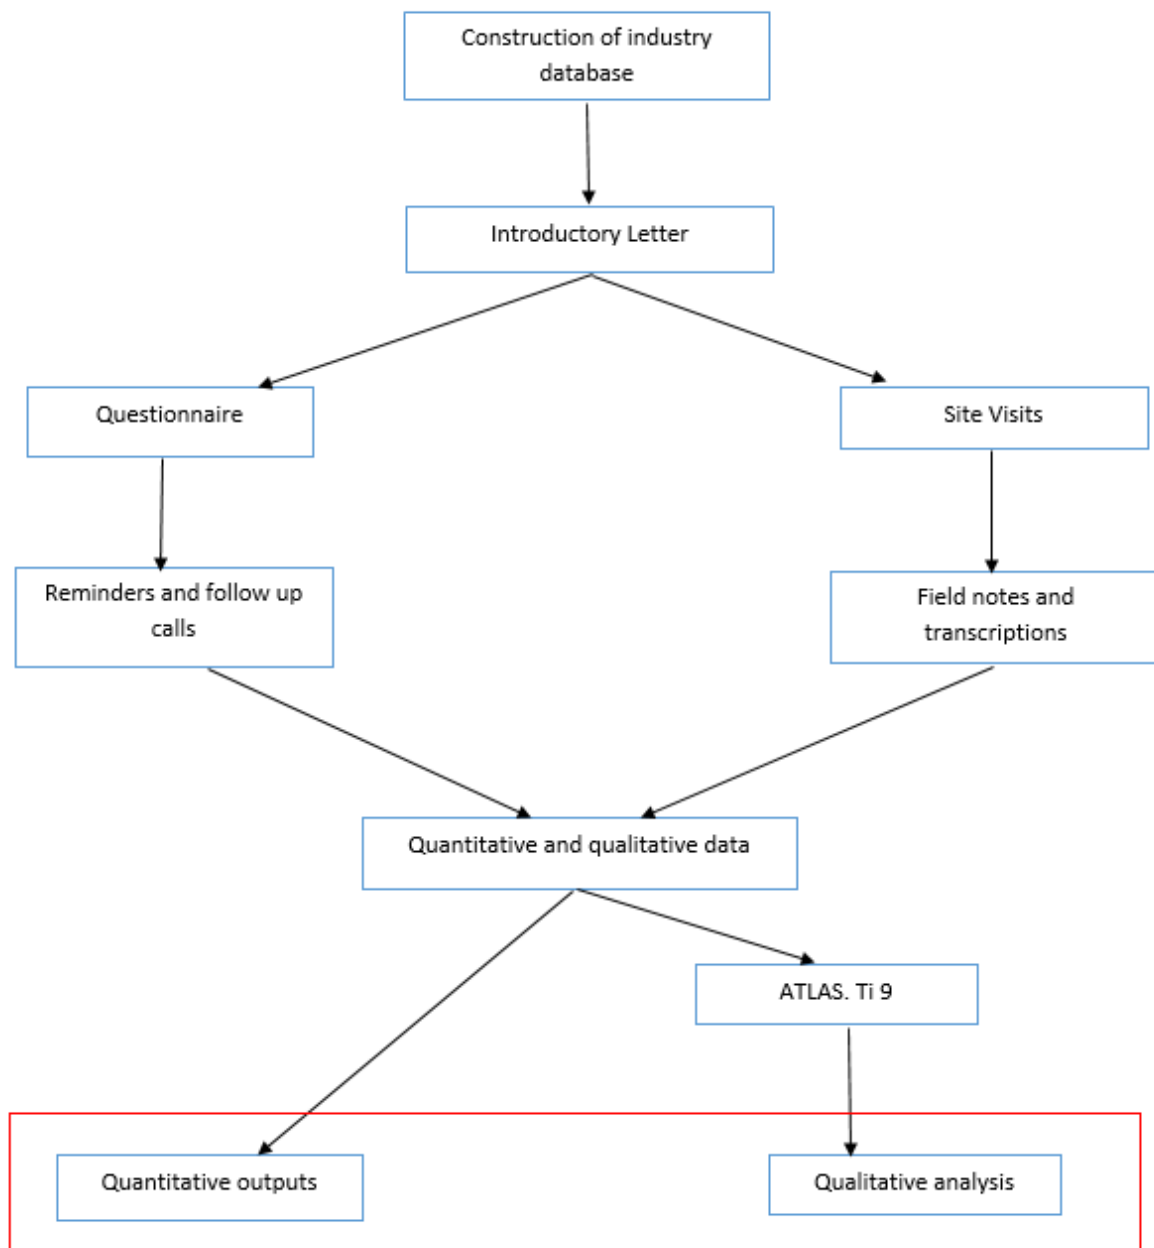 Construction of industry
database
Introductory Letter
Questionnaire
Site Visits
Reminders and follow up
calls
Field notes and
transcriptions
Quantitative and qualitative data
ATLAS. Ti 9
Quantitative outputs
Qualitative analysis